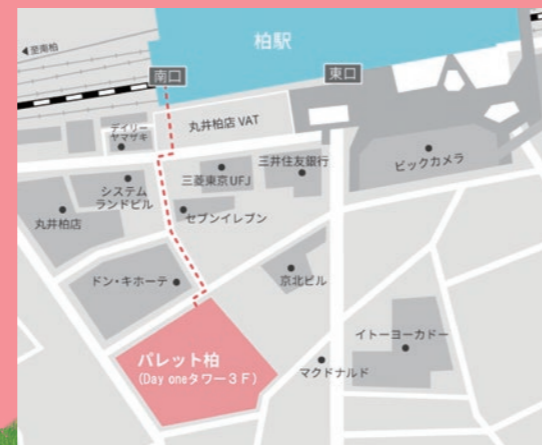 柏駅
◀至南柏
南口
東口
丸井柏店 VAT
デイリー
ヤマザキ
三井住友銀行
ビックカメラ
三菱東京UFJ
システム
ランドビル
セブンイレブン
丸井柏店
ドン・キホーテ
京北ビル
イトーヨーカドー
パレット柏
(Day oneタワー3F)
マクドナルド